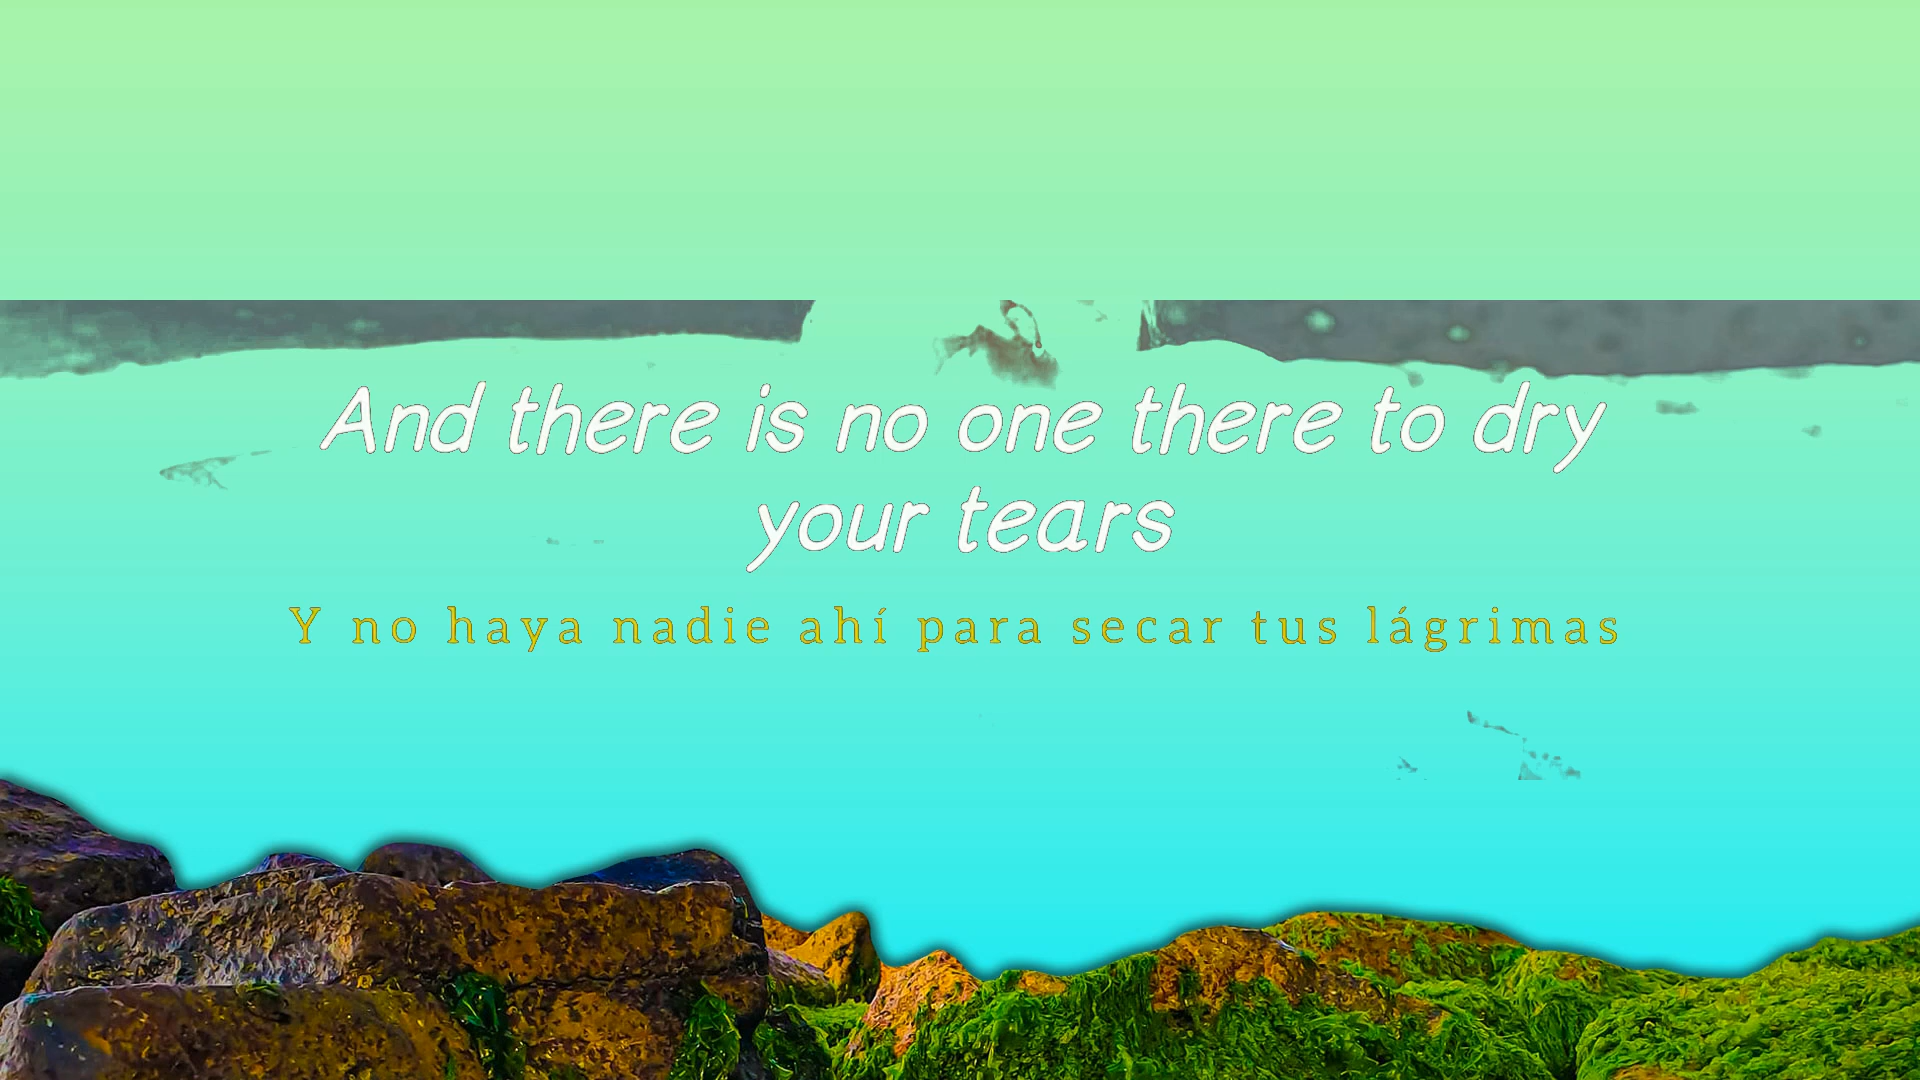 And there is no one there to dry
your tears
Y no haya nadie ahí para secar tus lágrimas